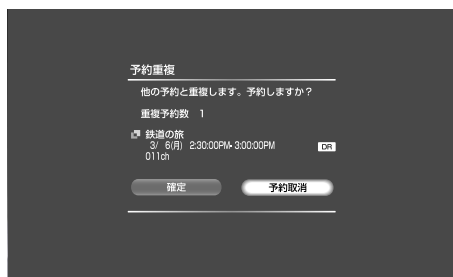 予約重複
他の予約と重複します。予約しますか？
重複予約数 1
鉄道の旅
3/ 6(月) 2:30:00PM-3:00:00PM DR
011ch
確定 予約取消